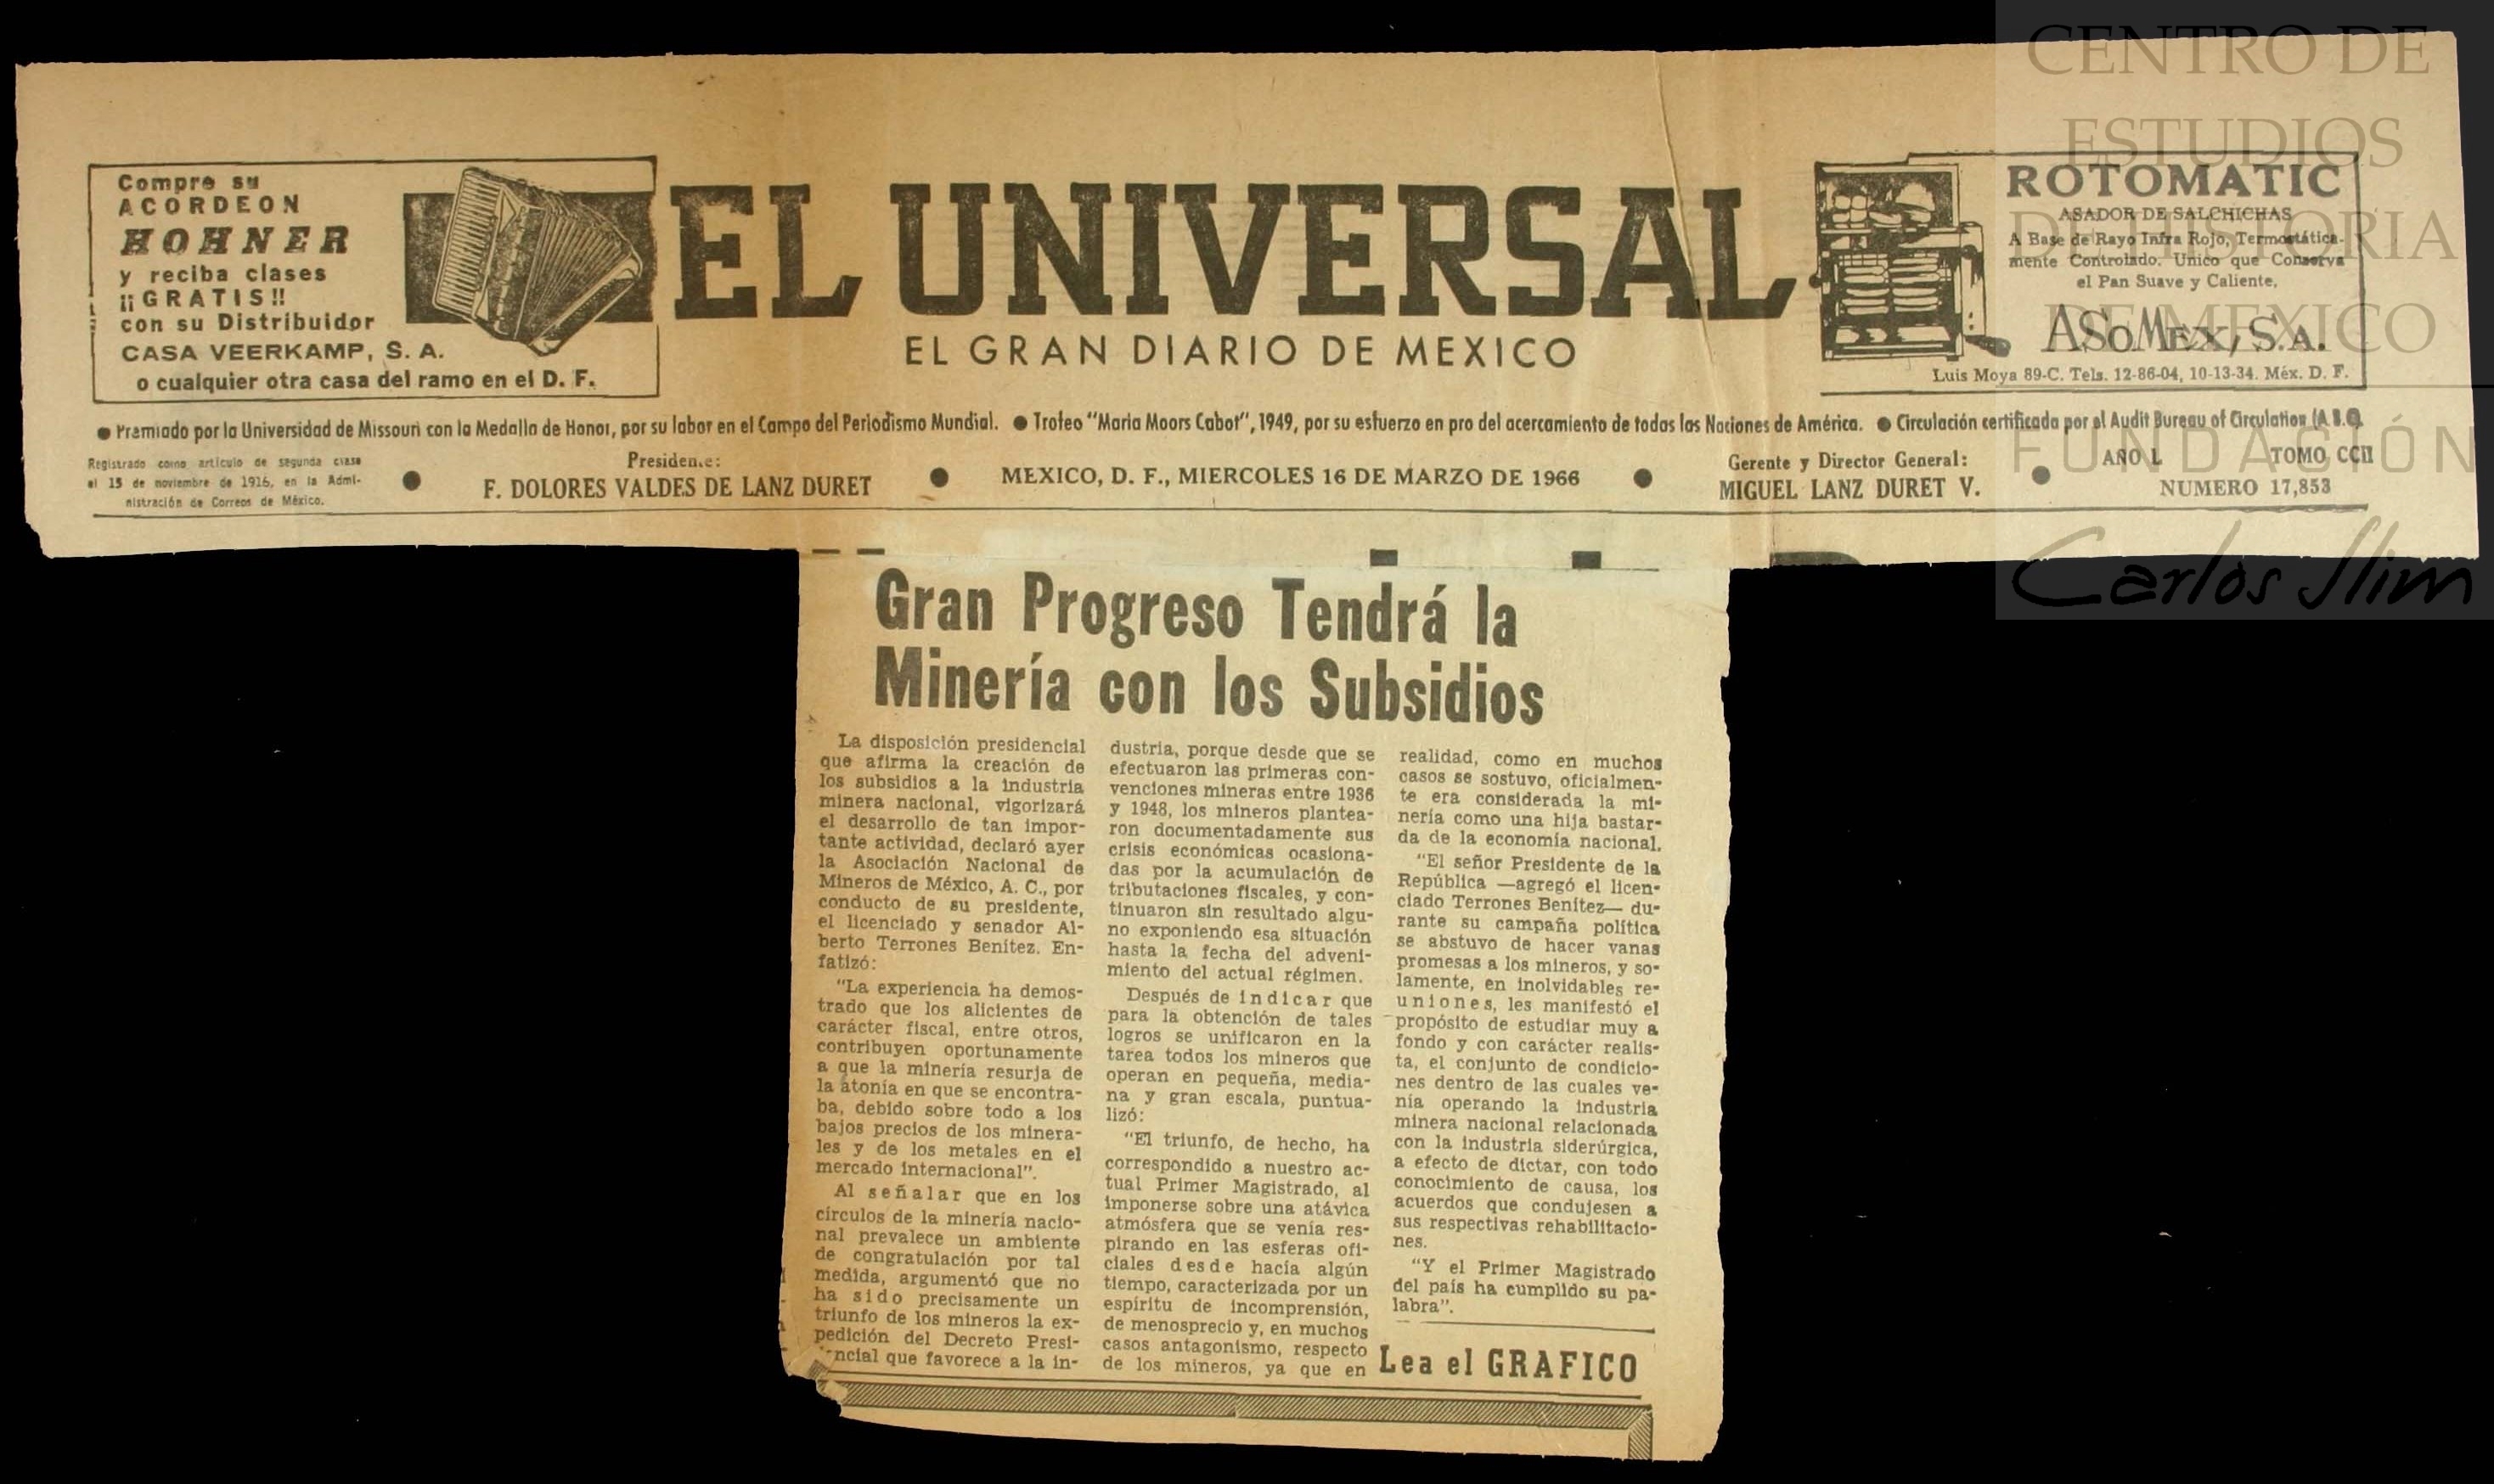 Compre su
ACORDEON
HOHNER
y reciba clases
¡¡GRATIS!!
con su Distribuidor
CASA VEERKAMP, S. A.
o cualquier otra casa del ramo en el D. F.
EL UNIVERSAL
EL GRAN DIARIO DE MEXICO
ROTOMATIC
ASADOR DE SALCHICHAS
A Base de Rayo Infra Rojo, Termostática-
mente Controlado. Unico que Conserva
el Pan Suave y Caliente.
ASOMEX, S.A.
Luis Moya 89-C. Tels. 12-86-04, 10-13-34. Méx. D. F.
● Premiado por la Universidad de Missouri con la Medalla de Honor, por su labor en el Campo del Periodismo Mundial. ● Trofeo "Maria Moors Cabot", 1949, por su esfuerzo en pro del acercamiento de todas las Naciones de América. ● Circulación certificada por el Audit Bureau of Circulation (A.B.C).
Registrado como artículo de segunda clase
el 15 de noviembre de 1916, en la Admi-
nistración de Correos de México.
Presidente:
F. DOLORES VALDES DE LANZ DURET
MEXICO, D. F., MIERCOLES 16 DE MARZO DE 1966
Gerente y Director General:
MIGUEL LANZ DURET V.
AÑO L TOMO CCII
NUMERO 17,853
CENTRO DE
ESTUDIOS
DE HISTORIA
DE MEXICO
FUNDACIÓN
Carlos Slim
Gran Progreso Tendrá la
Minería con los Subsidios
La disposición presidencial
que afirma la creación de
los subsidios a la industria
minera nacional, vigorizará
el desarrollo de tan impor-
tante actividad, declaró ayer
la Asociación Nacional de
Mineros de México, A. C., por
conducto de su presidente,
el licenciado y senador Al-
berto Terrones Benítez. En-
fatizó:
"La experiencia ha demos-
trado que los alicientes de
carácter fiscal, entre otros,
contribuyen oportunamente
a que la minería resurja de
la atonía en que se encontra-
ba, debido sobre todo a los
bajos precios de los minera-
les y de los metales en el
mercado internacional".
Al señalar que en los
círculos de la minería nacio-
nal prevalece un ambiente
de congratulación por tal
medida, argumentó que no
ha sido precisamente un
triunfo de los mineros la ex-
pedición del Decreto Presi-
encial que favorece a la in-
dustria, porque desde que se
efectuaron las primeras con-
venciones mineras entre 1936
y 1948, los mineros plantea-
ron documentadamente sus
crisis económicas ocasiona-
das por la acumulación de
tributaciones fiscales, y con-
tinuaron sin resultado algu-
no exponiendo esa situación
hasta la fecha del adveni-
miento del actual régimen.
Después de indicar que
para la obtención de tales
logros se unificaron en la
tarea todos los mineros que
operan en pequeña, media-
na y gran escala, puntua-
lizó:
"El triunfo, de hecho, ha
correspondido a nuestro ac-
tual Primer Magistrado, al
imponerse sobre una atávica
atmósfera que se venía res-
pirando en las esferas ofi-
ciales desde hacía algún
tiempo, caracterizada por un
espíritu de incomprensión,
de menosprecio y, en muchos
casos antagonismo, respecto
de los mineros, ya que en
realidad, como en muchos
casos se sostuvo, oficialmen-
te era considerada la mi-
nería como una hija bastar-
da de la economía nacional.
"El señor Presidente de la
República —agregó el licen-
ciado Terrones Benítez— du-
rante su campaña política
se abstuvo de hacer vanas
promesas a los mineros, y so-
lamente, en inolvidables re-
uniones, les manifestó el
propósito de estudiar muy a
fondo y con carácter realis-
ta, el conjunto de condicio-
nes dentro de las cuales ve-
nía operando la industria
minera nacional relacionada
con la industria siderúrgica,
a efecto de dictar, con todo
conocimiento de causa, los
acuerdos que condujesen a
sus respectivas rehabilitacio-
nes.
"Y el Primer Magistrado
del país ha cumplido su pa-
labra".
Lea el GRAFICO